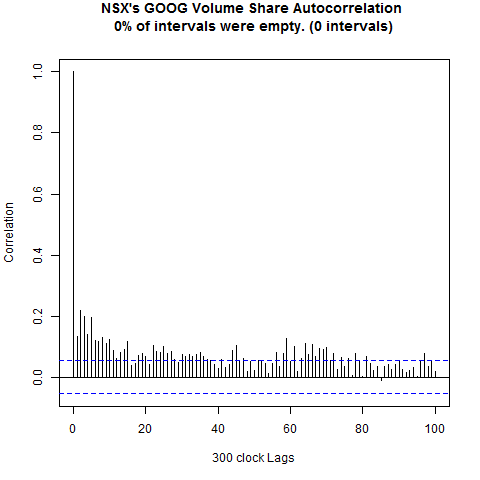 NSX's GOOG Volume Share Autocorrelation
0% of intervals were empty. (0 intervals)
1.0
0.8
0.6
0.4
0.2
0.0
Correlation
0 20 40 60 80 100
300 clock Lags